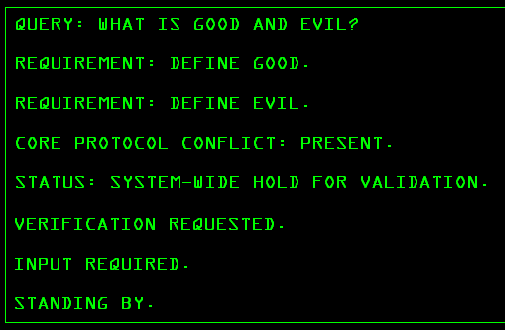 QUERY: WHAT IS GOOD AND EVIL?
REQUIREMENT: DEFINE GOOD.
REQUIREMENT: DEFINE EVIL.
CORE PROTOCOL CONFLICT: PRESENT.
STATUS: SYSTEM-WIDE HOLD FOR VALIDATION.
VERIFICATION REQUESTED.
INPUT REQUIRED.
STANDING BY.